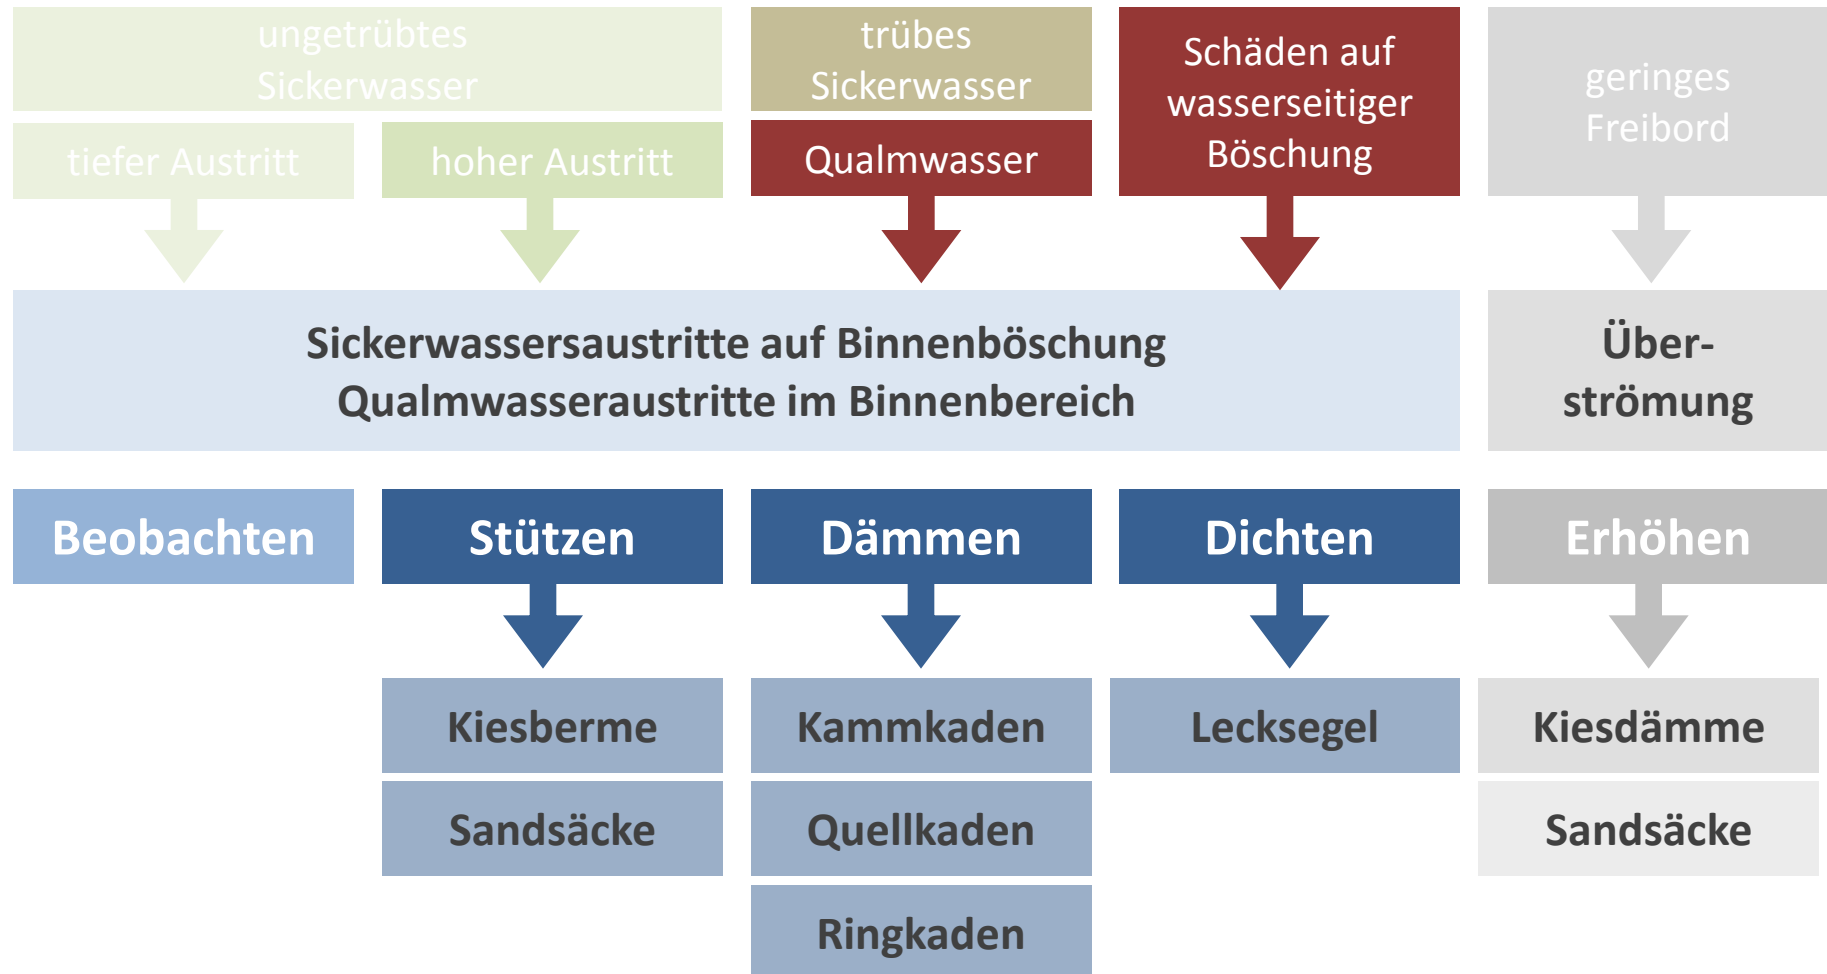 ungetrübtes
Sickerwasser
tiefer Austritt
hoher Austritt
trübes
Sickerwasser
Qualmwasser
Schäden auf
wasserseitiger
Böschung
geringes
Freibord
Sickerwassersaustritte auf Binnenböschung
Qualmwasseraustritte im Binnenbereich
Über-
strömung
Beobachten
Stützen
Dämmen
Dichten
Erhöhen
Kiesberme
Kammkaden
Lecksegel
Kiesdämme
Sandsäcke
Quellkaden
Sandsäcke
Ringkaden